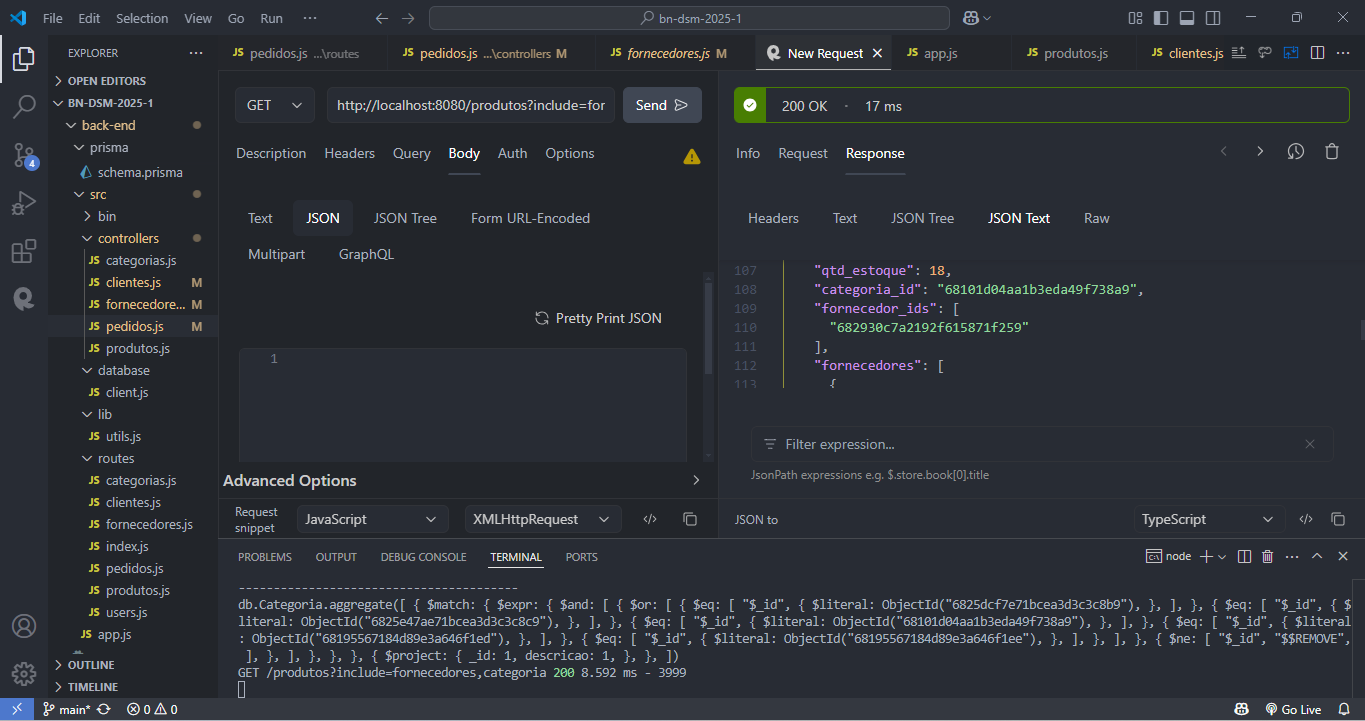 File Edit Selection View Go Run ··· bn-dsm-2025-1
EXPLORER ···
OPEN EDITORS
BN-DSM-2025-1
back-end
prisma
schema.prisma
src
bin
controllers
JS categorias.js
JS clientes.js M
JS fornecedore... M
JS pedidos.js M
JS produtos.js
database
JS client.js
lib
JS utils.js
routes
JS categorias.js
JS clientes.js
JS fornecedores.js
JS index.js
JS pedidos.js
JS produtos.js
JS users.js
JS app.js
OUTLINE
TIMELINE
4
JS pedidos.js ...\routes JS pedidos.js ...\controllers M JS fornecedores.js M New Request JS app.js JS produtos.js JS clientes.js
GET http://localhost:8080/produtos?include=for Send
Description Headers Query Body Auth Options
Text JSON JSON Tree Form URL-Encoded
Multipart GraphQL
Pretty Print JSON
1
Advanced Options
Request snippet JavaScript XMLHttpRequest
200 OK · 17 ms
Info Request Response
Headers Text JSON Tree JSON Text Raw
107 "qtd_estoque": 18,
108 "categoria_id": "68101d04aa1b3eda49f738a9",
109 "fornecedor_ids": [
110 "682930c7a2192f615871f259"
111 ],
112 "fornecedores": [
113 {
Filter expression...
JsonPath expressions e.g. $.store.book[0].title
JSON to TypeScript
PROBLEMS OUTPUT DEBUG CONSOLE TERMINAL PORTS node
----------------------------------------
db.Categoria.aggregate([ { $match: { $expr: { $and: [ { $or: [ { $eq: [ "$_id", { $literal: ObjectId("6825dcf7e71bcea3d3c3c8b9"), }, ], }, { $eq: [ "$_id", { $
literal: ObjectId("6825e47ae71bcea3d3c3c8c9"), }, ], }, { $eq: [ "$_id", { $literal: ObjectId("68101d04aa1b3eda49f738a9"), }, ], }, { $eq: [ "$_id", { $literal
: ObjectId("68195567184d89e3a646f1ed"), }, ], }, { $eq: [ "$_id", { $literal: ObjectId("68195567184d89e3a646f1ee"), }, ], }, ], }, { $ne: [ "$_id", "$$REMOVE",
], }, ], }, }, }, { $project: { _id: 1, descricao: 1, }, }, ])
GET /produtos?include=fornecedores,categoria 200 8.592 ms - 3999
main* 0 0 Go Live